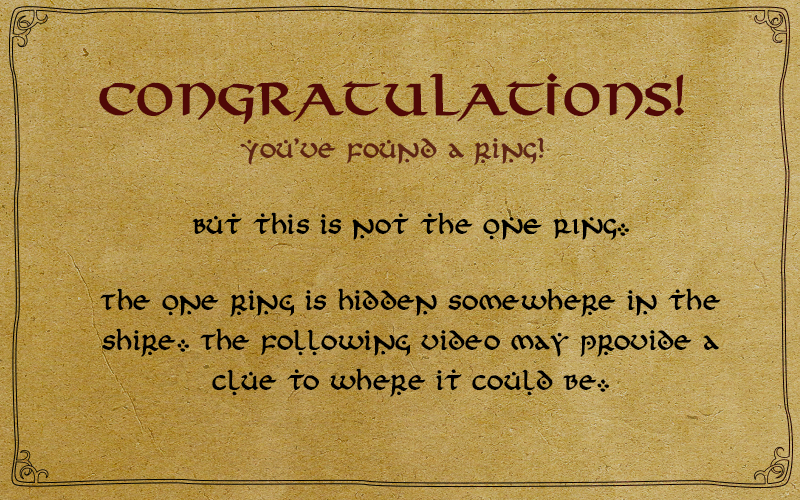 Congratulations!
You've found a ring!
But this is not the One Ring.
The One Ring is hidden somewhere in the
Shire. The following video may provide a
clue to where it could be.